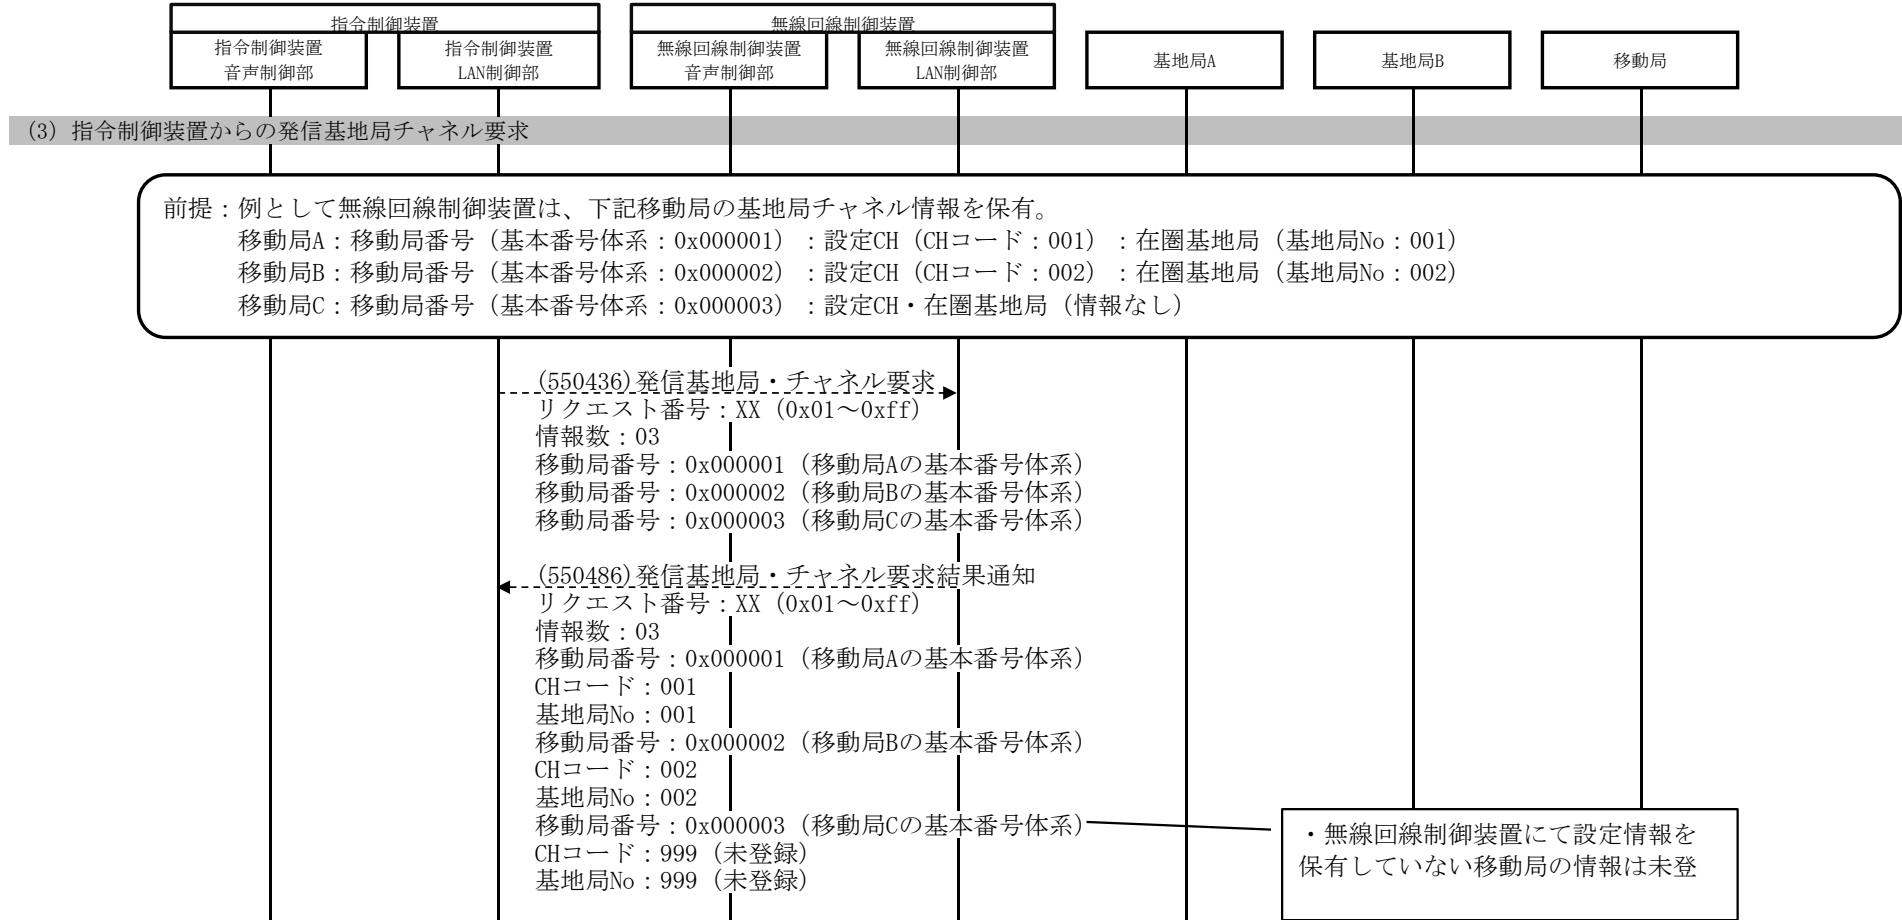 指令制御装置
無線回線制御装置
指令制御装置
音声制御部
指令制御装置
LAN制御部
無線回線制御装置
音声制御部
無線回線制御装置
LAN制御部
基地局A
基地局B
移動局
(3) 指令制御装置からの発信基地局チャネル要求
前提：例として無線回線制御装置は、下記移動局の基地局チャネル情報を保有。
移動局A：移動局番号（基本番号体系：0x000001）：設定CH（CHコード：001）：在圏基地局（基地局No：001）
移動局B：移動局番号（基本番号体系：0x000002）：設定CH（CHコード：002）：在圏基地局（基地局No：002）
移動局C：移動局番号（基本番号体系：0x000003）：設定CH・在圏基地局（情報なし）
(550436)発信基地局・チャネル要求
リクエスト番号：XX（0x01～0xff）
情報数：03
移動局番号：0x000001（移動局Aの基本番号体系）
移動局番号：0x000002（移動局Bの基本番号体系）
移動局番号：0x000003（移動局Cの基本番号体系）
(550486)発信基地局・チャネル要求結果通知
リクエスト番号：XX（0x01～0xff）
情報数：03
移動局番号：0x000001（移動局Aの基本番号体系）
CHコード：001
基地局No：001
移動局番号：0x000002（移動局Bの基本番号体系）
CHコード：002
基地局No：002
移動局番号：0x000003（移動局Cの基本番号体系）
CHコード：999（未登録）
基地局No：999（未登録）
・無線回線制御装置にて設定情報を
保有していない移動局の情報は未登